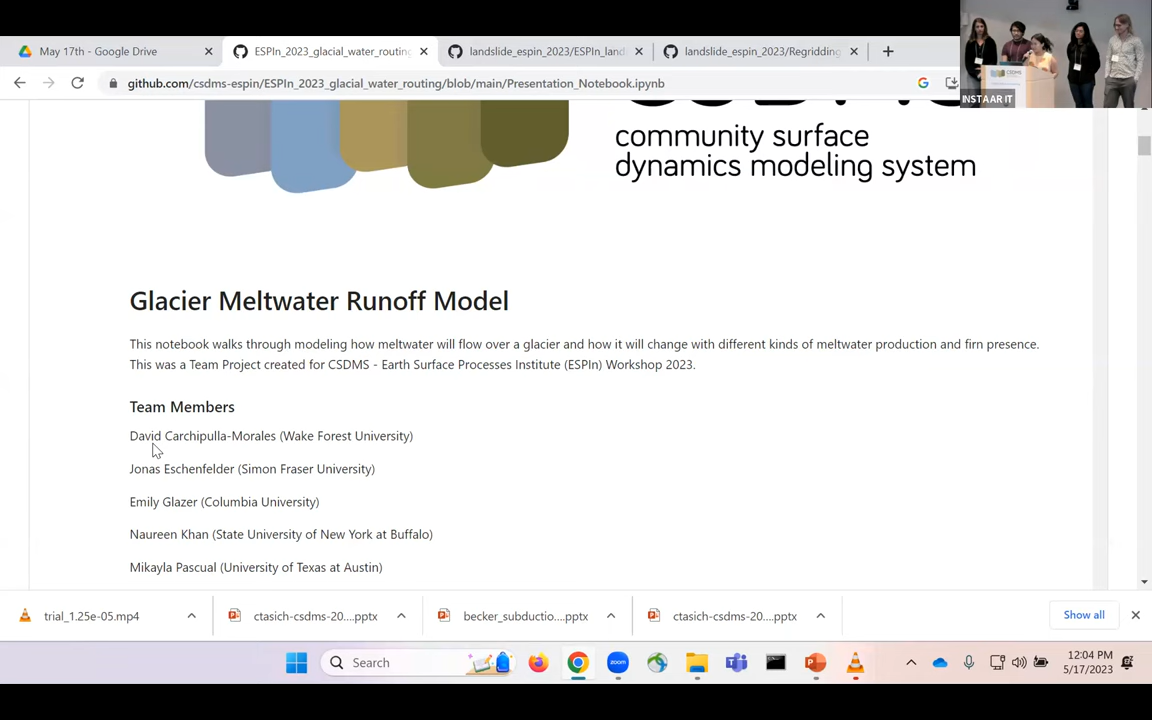 May 17th - Google Drive
ESPIn_2023_glacial_water_routing
landslide_espin_2023/ESPIn_landl
landslide_espin_2023/Regridding
github.com/csdms-espin/ESPIn_2023_glacial_water_routing/blob/main/Presentation_Notebook.ipynb
CSDMS
INSTAAR IT
community surface
dynamics modeling system
Glacier Meltwater Runoff Model
This notebook walks through modeling how meltwater will flow over a glacier and how it will change with different kinds of meltwater production and firn presence.
This was a Team Project created for CSDMS - Earth Surface Processes Institute (ESPIn) Workshop 2023.
Team Members
David Carchipulla-Morales (Wake Forest University)
Jonas Eschenfelder (Simon Fraser University)
Emily Glazer (Columbia University)
Naureen Khan (State University of New York at Buffalo)
Mikayla Pascual (University of Texas at Austin)
trial_1.25e-05.mp4
ctasich-csdms-20....pptx
becker_subductio....pptx
ctasich-csdms-20....pptx
Show all
Search
zoom
12:04 PM
5/17/2023